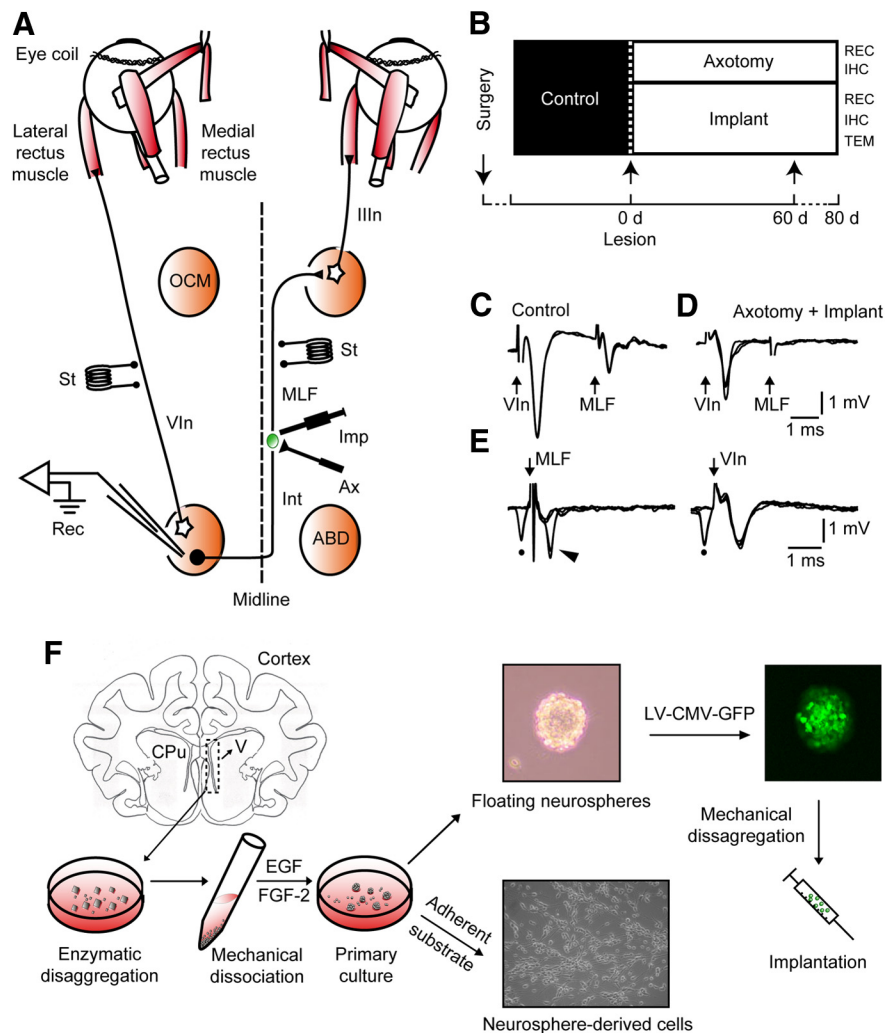 A
Eye coil
Lateral
rectus
muscle
Medial
rectus
muscle
IIIn
OCM
St
St
MLF
VIn
Imp
Ax
Int
Rec
ABD
Midline
B
Surgery
Control
Axotomy
Implant
REC
IHC
REC
IHC
TEM
0 d
60 d
80 d
Lesion
C
Control
VIn
MLF
D
Axotomy + Implant
VIn
MLF
1 mV
1 ms
E
MLF
VIn
1 mV
1 ms
F
Cortex
CPu
V
Enzymatic
disaggregation
Mechanical
dissociation
EGF
FGF-2
Primary
culture
Floating neurospheres
LV-CMV-GFP
Mechanical
dissagregation
Implantation
Adherent
substrate
Neurosphere-derived cells